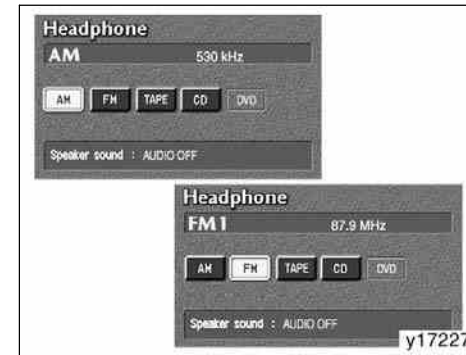 Headphone
AM 530 kHz
AM FM TAPE CD DVD
Speaker sound : AUDIO OFF
Headphone
FM1 87.9 MHz
AM FM TAPE CD DVD
Speaker sound : AUDIO OFF
y17227